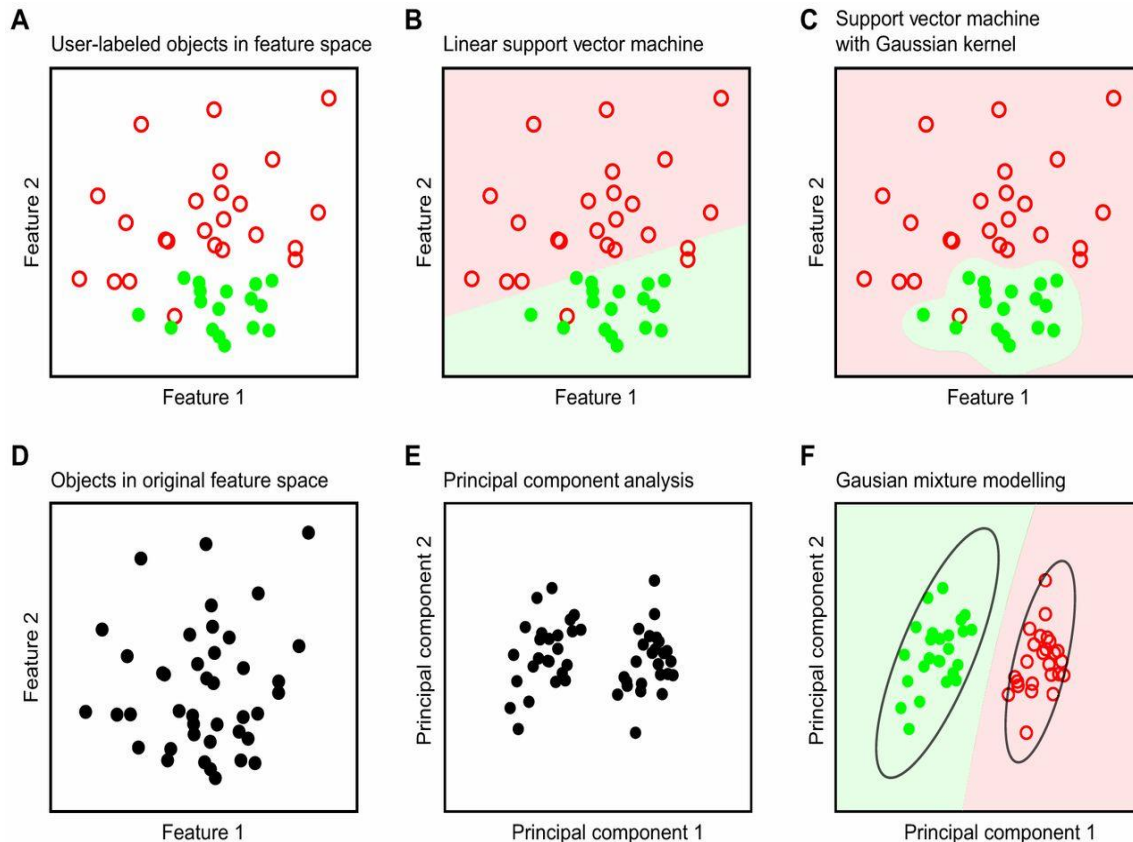 A
User-labeled objects in feature space
Feature 2
Feature 1
B
Linear support vector machine
Feature 2
Feature 1
C
Support vector machine
with Gaussian kernel
Feature 2
Feature 1
D
Objects in original feature space
Feature 2
Feature 1
E
Principal component analysis
Principal component 2
Principal component 1
F
Gausian mixture modelling
Principal component 2
Principal component 1